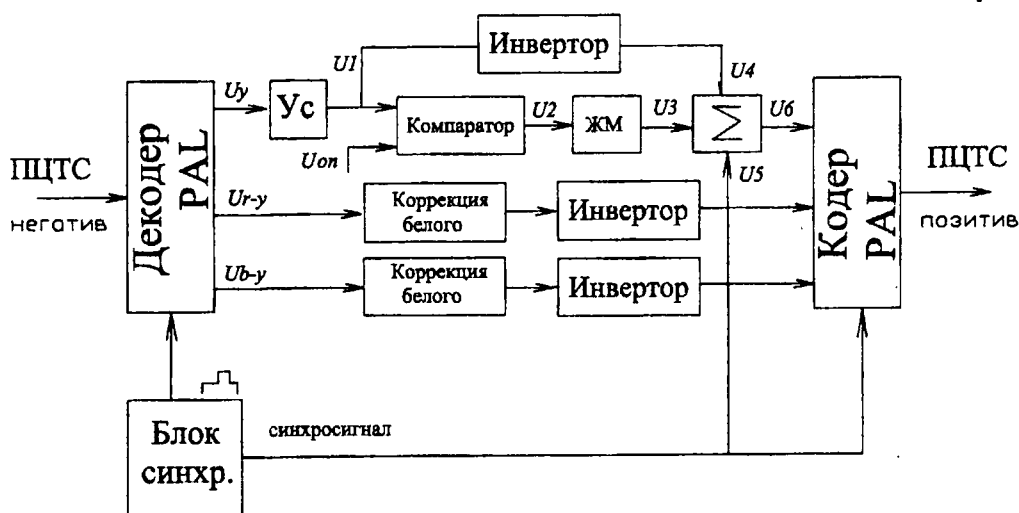 Инвертор
U1
U4
Uy
Ус
Компаратор
U2
ЖМ
U3
Σ
U6
Uоп
U5
ПЦТС
негатив
Декодер
PAL
Кодер
PAL
ПЦТС
позитив
Ur-y
Коррекция
белого
Инвертор
Ub-y
Коррекция
белого
Инвертор
Блок
синхр.
синхросигнал